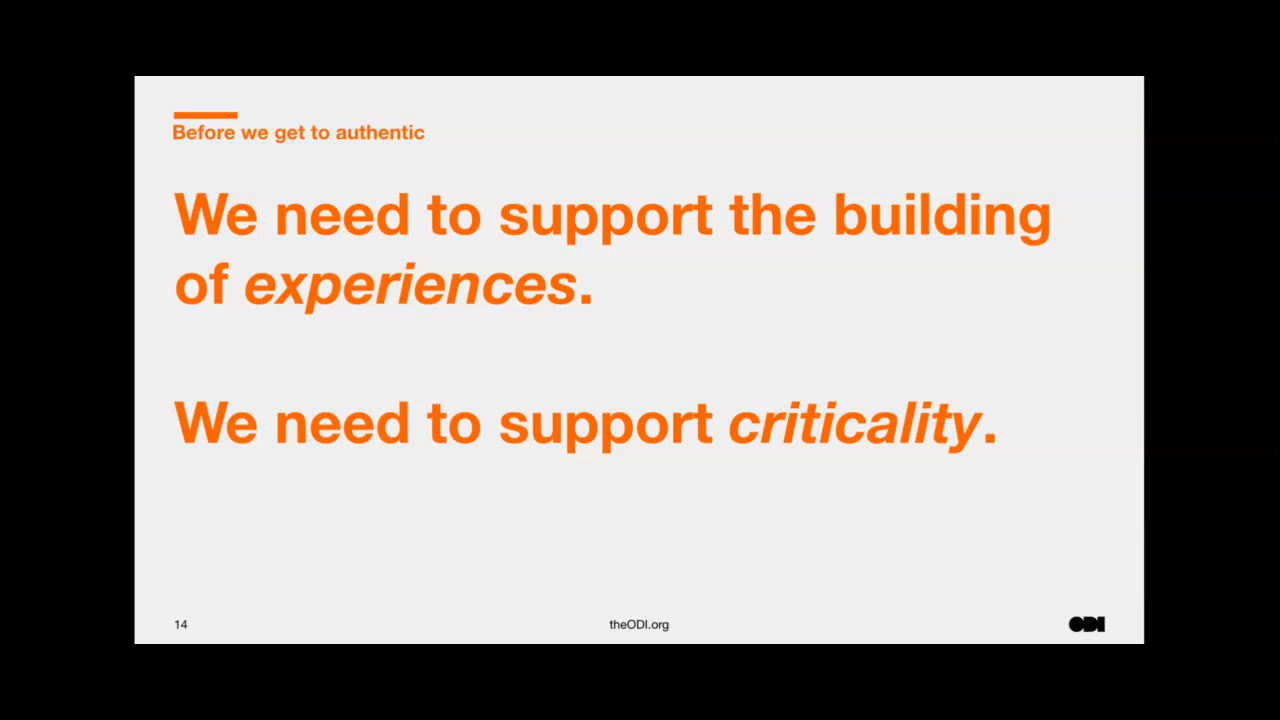 Before we get to authentic
We need to support the building
of experiences.
We need to support criticality.
14
theODI.org
ODI